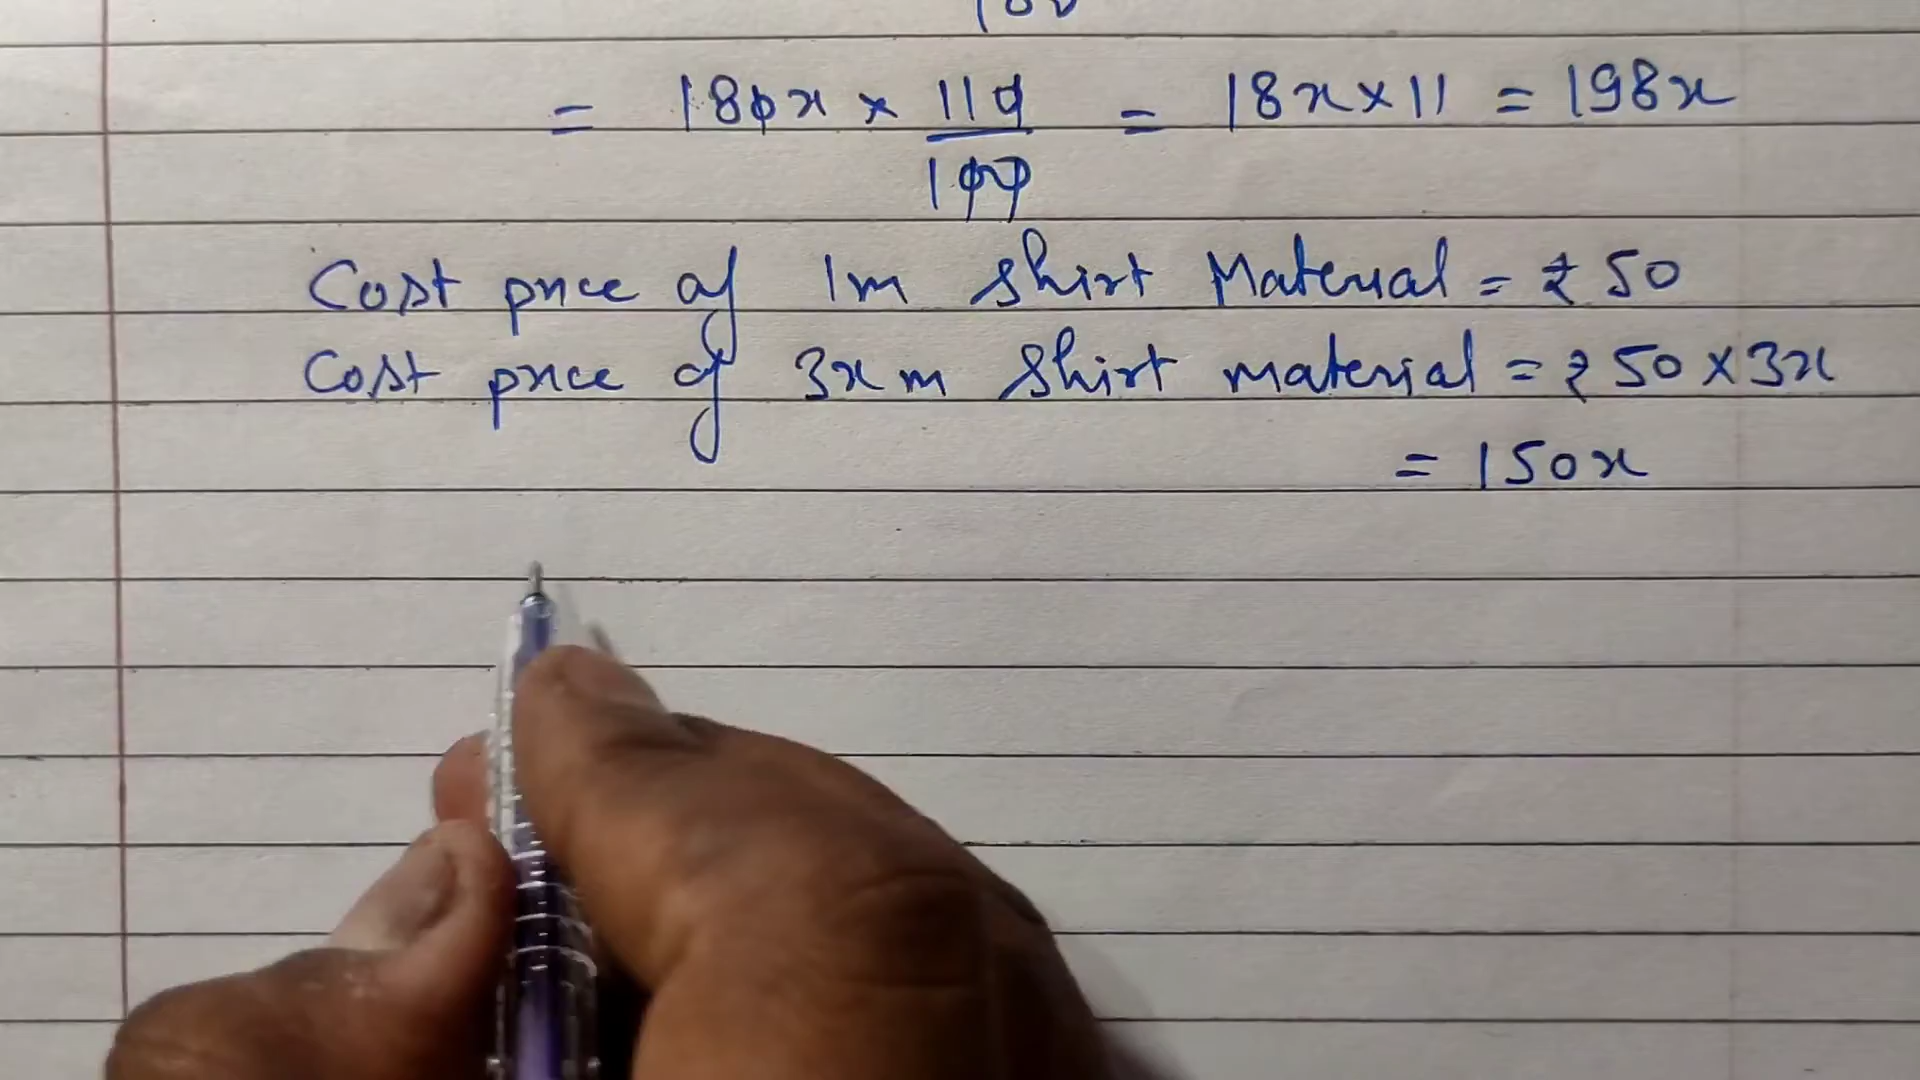 100
= 180x × 110/100 = 18x×11 = 198x
Cost price of 1m Shirt Material = ₹ 50
Cost price of 3x m Shirt material = ₹ 50 × 3x
= 150x